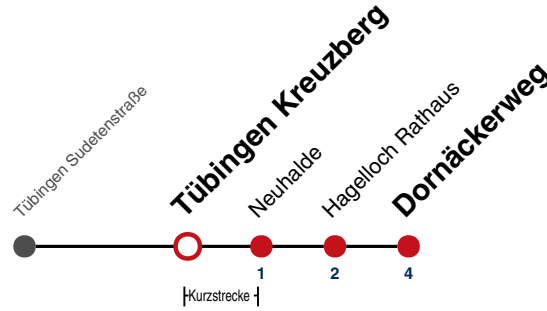 Tübingen Sudetenstraße
Tübingen Kreuzberg
Neuhalde
Hagelloch Rathaus
Dornäckerweg
1
2
4
Kurzstrecke